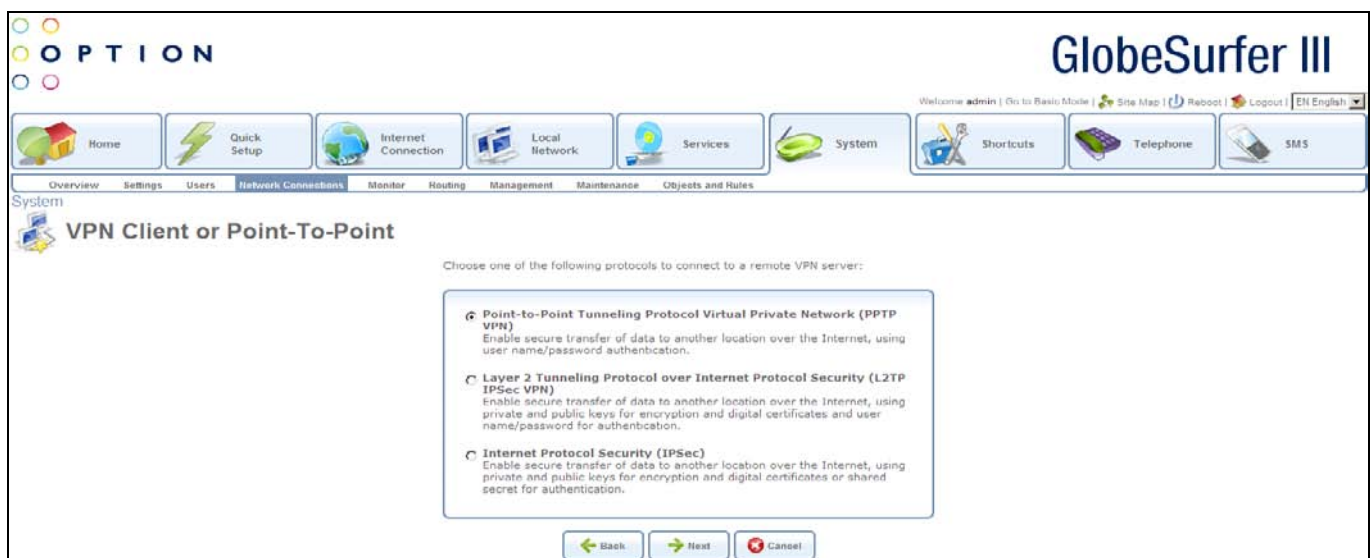 OPTION
GlobeSurfer III
Welcome admin | Go to Basic Mode | Site Map | Reboot | Logout | EN English
Home
Quick Setup
Internet Connection
Local Network
Services
System
Shortcuts
Telephone
SMS
Overview Settings Users Network Connections Monitor Routing Management Maintenance Objects and Rules
System
VPN Client or Point-To-Point
Choose one of the following protocols to connect to a remote VPN server:
Point-to-Point Tunneling Protocol Virtual Private Network (PPTP
VPN)
Enable secure transfer of data to another location over the Internet, using
user name/password authentication.
Layer 2 Tunneling Protocol over Internet Protocol Security (L2TP
IPSec VPN)
Enable secure transfer of data to another location over the Internet, using
private and public keys for encryption and digital certificates and user
name/password for authentication.
Internet Protocol Security (IPSec)
Enable secure transfer of data to another location over the Internet, using
private and public keys for encryption and digital certificates or shared
secret for authentication.
Back Next Cancel